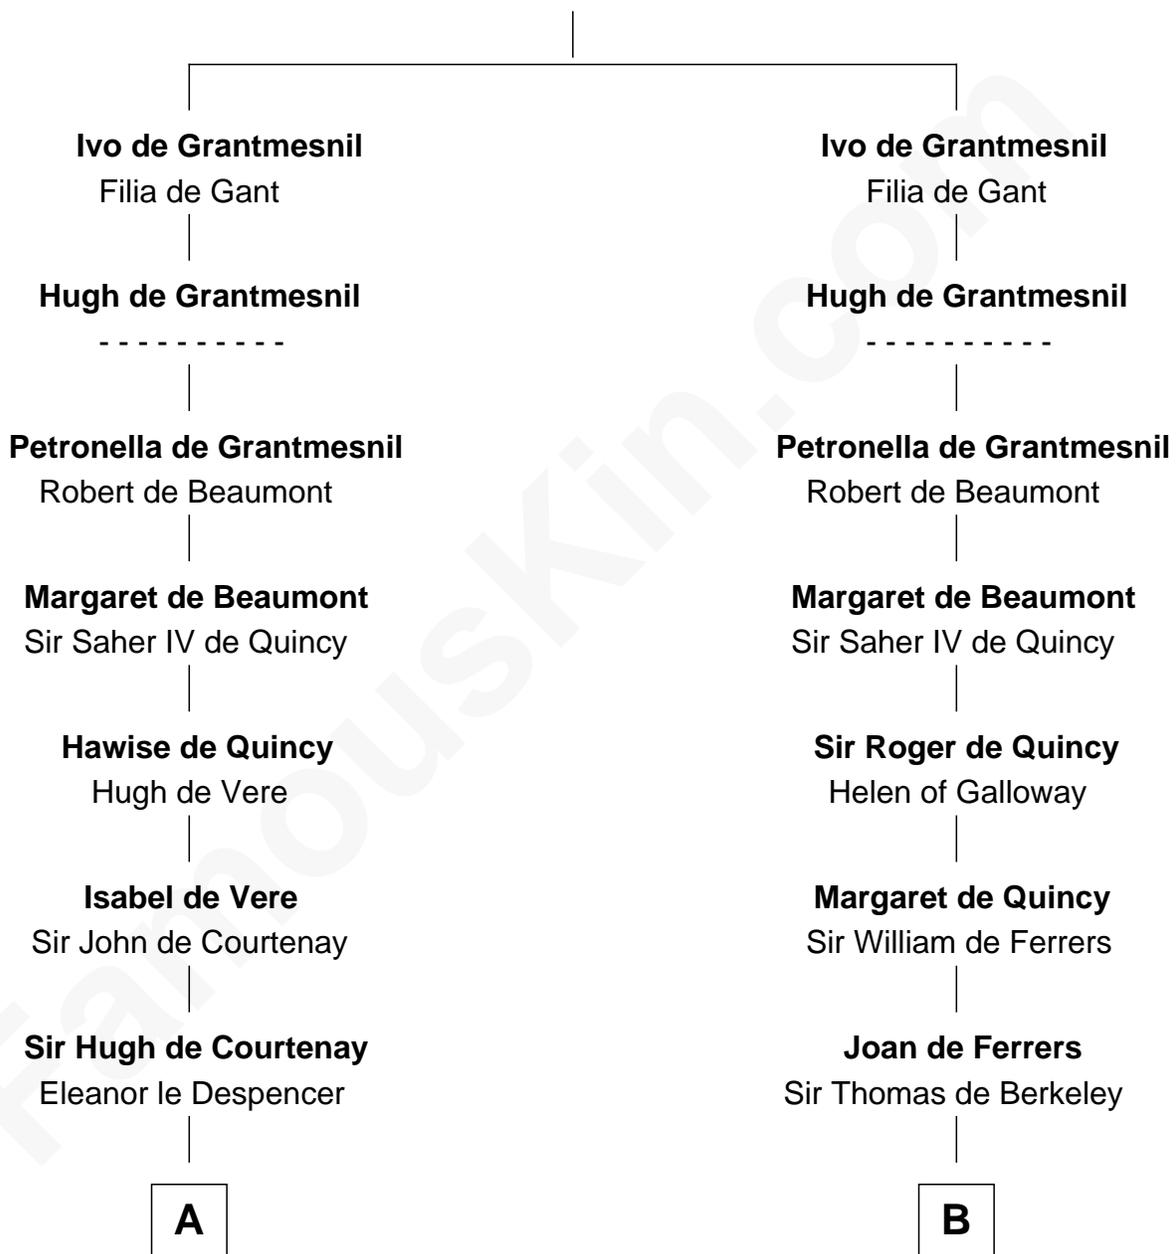 Ivo de Grantmesnil
Filia de Gant
Hugh de Grantmesnil
- - - - - - - - - -
Petronella de Grantmesnil
Robert de Beaumont
Margaret de Beaumont
Sir Saher IV de Quincy
Hawise de Quincy
Hugh de Vere
Isabel de Vere
Sir John de Courtenay
Sir Hugh de Courtenay
Eleanor le Despencer
A
Ivo de Grantmesnil
Filia de Gant
Hugh de Grantmesnil
- - - - - - - - - -
Petronella de Grantmesnil
Robert de Beaumont
Margaret de Beaumont
Sir Saher IV de Quincy
Sir Roger de Quincy
Helen of Galloway
Margaret de Quincy
Sir William de Ferrers
Joan de Ferrers
Sir Thomas de Berkeley
B
FamousKin.com